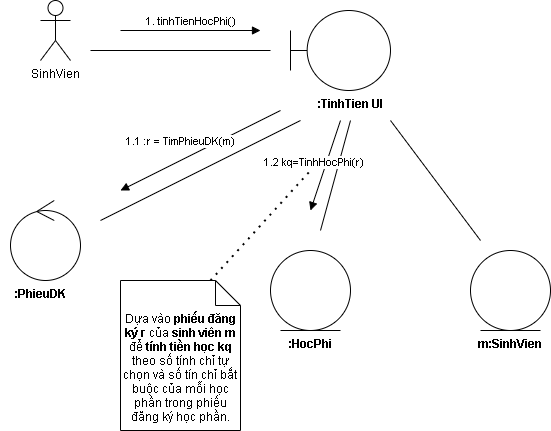 1. tinhTienHocPhi()
SinhVien
:TinhTien UI
1.1 :r = TimPhieuDK(m)
1.2 kq=TinhHocPhi(r)
:PhieuDK
:HocPhi
m:SinhVien
Dựa vào phiếu đăng
ký r của sinh viên m
để tính tiền học kq
theo số tính chỉ tự
chọn và số tín chỉ bắt
buộc của mỗi học
phần trong phiếu
đăng ký học phần.